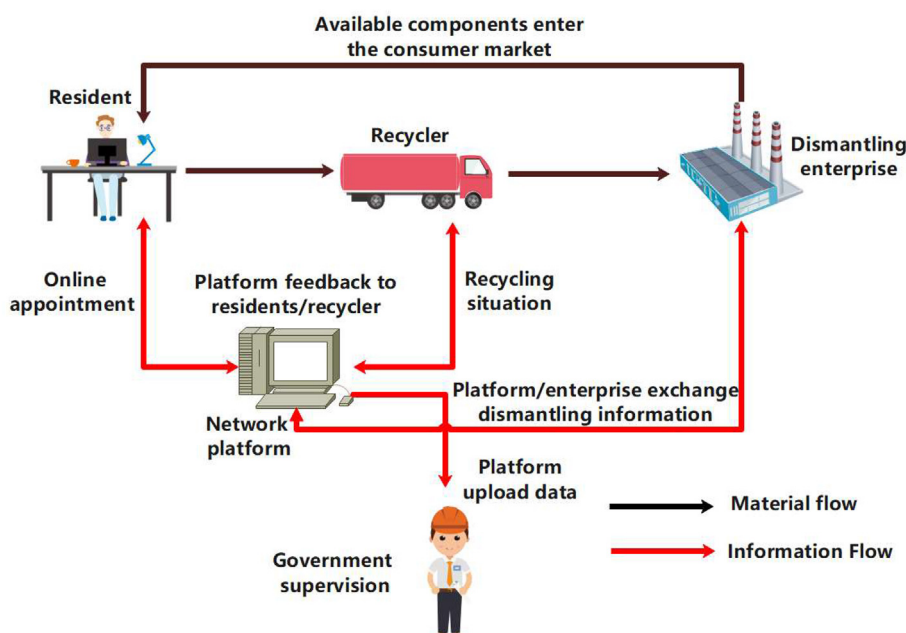 Available components enter
the consumer market
Resident
Recycler
Dismantling
enterprise
Online
appointment
Platform feedback to
residents/recycler
Recycling
situation
Platform/enterprise exchange
dismantling information
Network
platform
Platform
upload data
Material flow
Information Flow
Government
supervision